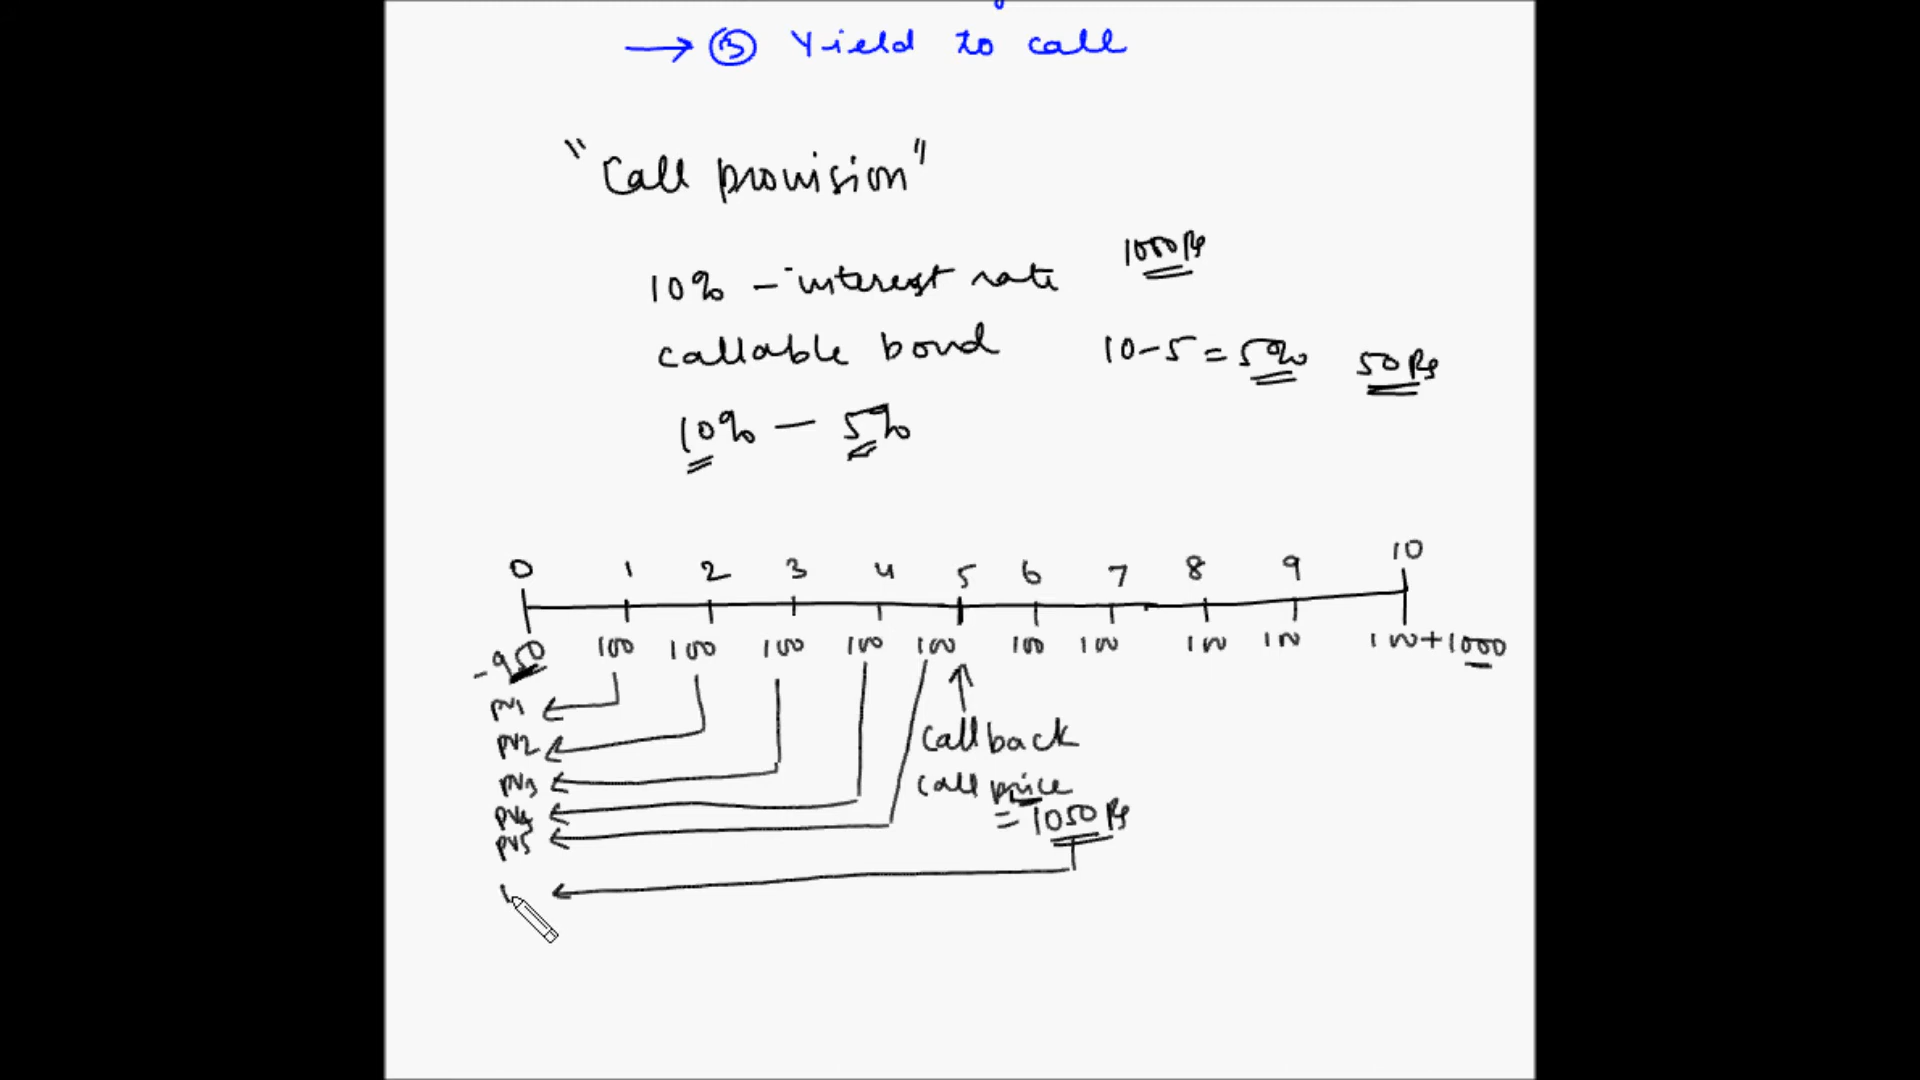 → ③ Yield to call
"Call provision"
1000 Rs
10% - interest rate
callable bond 10-5=5% 50 Rs
10% - 5%
0 1 2 3 4 5 6 7 8 9 10
-950 100 100 100 100 100 100 100 100 100 100+1000
PV1
PV2 Call back
PV3 call price
PV4 = 1050 Rs
PV5